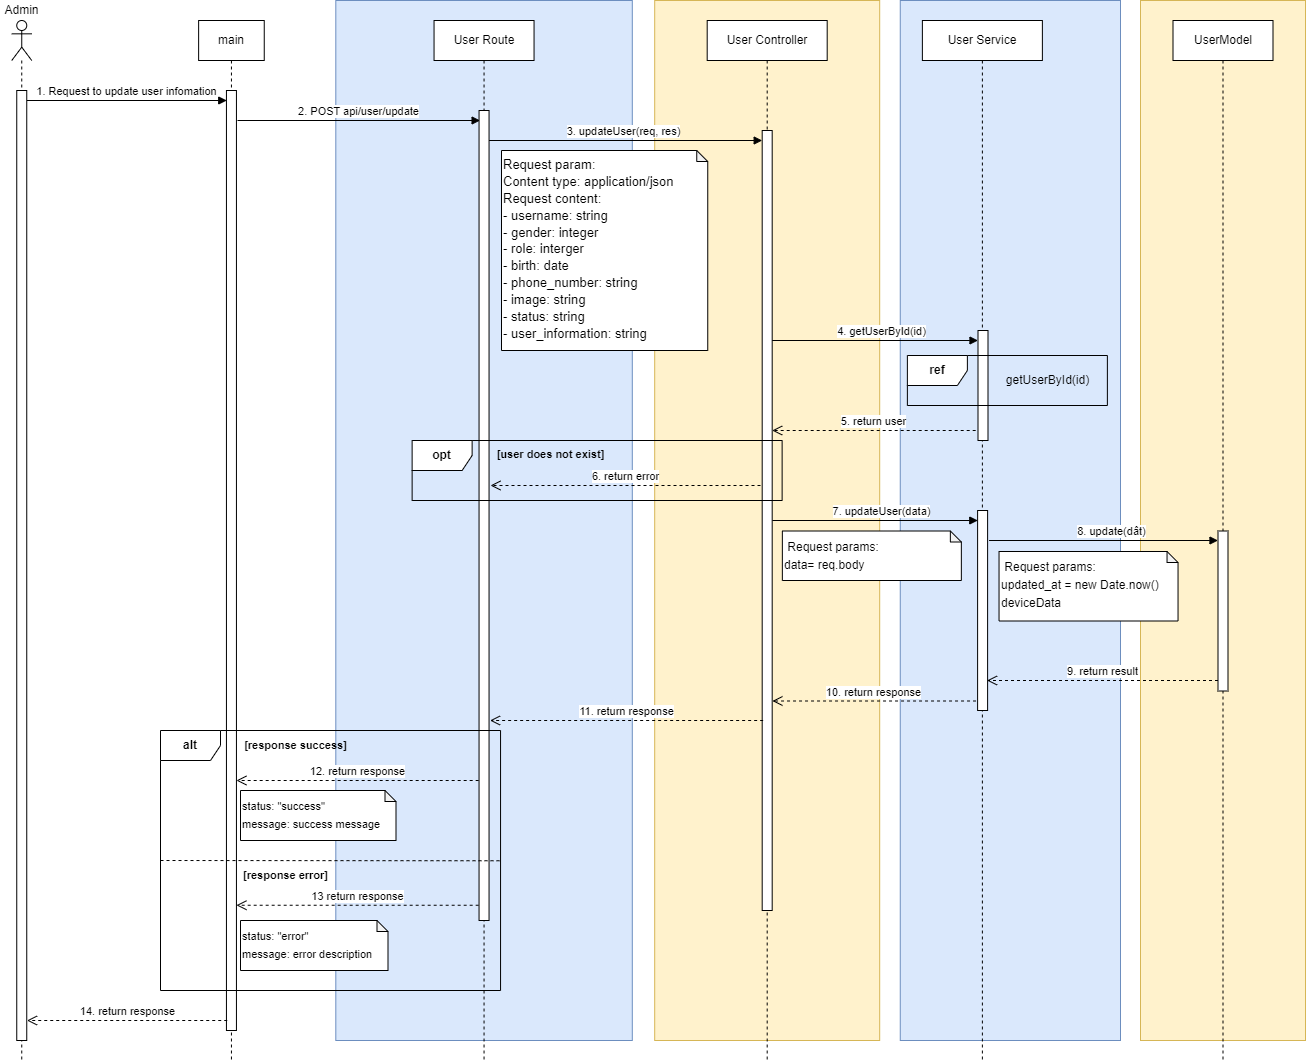 Admin
main
User Route
User Controller
User Service
UserModel
1. Request to update user infomation
2. POST api/user/update
3. updateUser(req, res)
Request param:
Content type: application/json
Request content:
- username: string
- gender: integer
- role: interger
- birth: date
- phone_number: string
- image: string
- status: string
- user_information: string
4. getUserById(id)
ref
getUserById(id)
5. return user
opt
[user does not exist]
6. return error
7. updateUser(data)
Request params:
data= req.body
8. update(dât)
Request params:
updated_at = new Date.now()
deviceData
9. return result
10. return response
11. return response
alt
[response success]
12. return response
status: "success"
message: success message
[response error]
13 return response
status: "error"
message: error description
14. return response